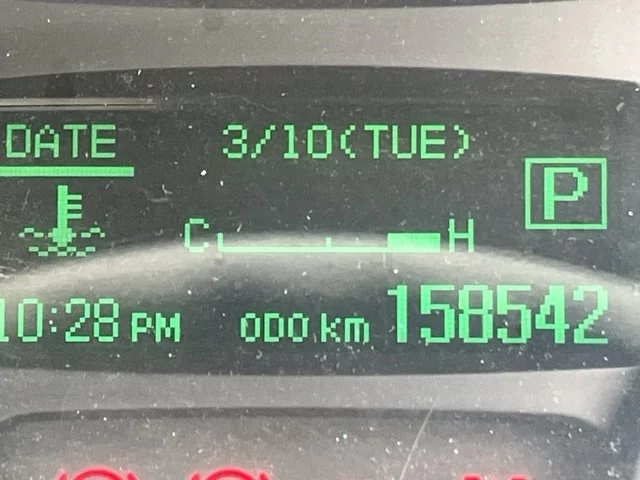 DATE 3/10(TUE)
P
C H
10:28 PM ODO km 158542